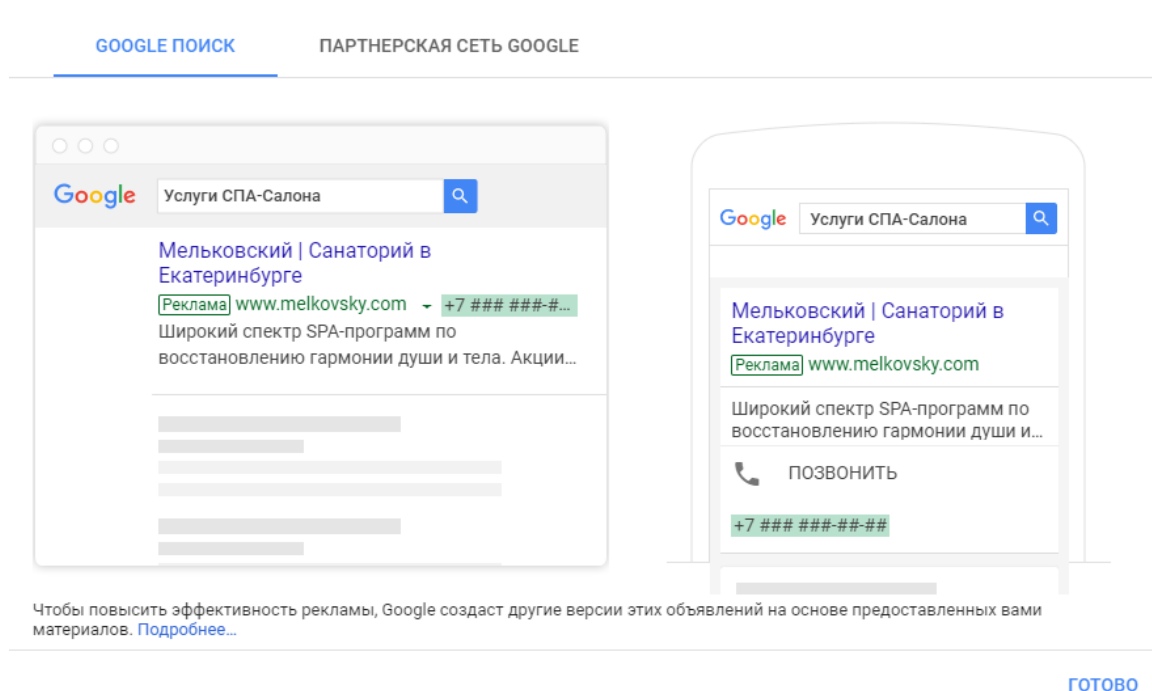 GOOGLE ПОИСК ПАРТНЕРСКАЯ СЕТЬ GOOGLE
Google Услуги СПА-Салона
Мельковский | Санаторий в
Екатеринбурге
Реклама www.melkovsky.com +7 ### ###-#...
Широкий спектр SPA-программ по
восстановлению гармонии души и тела. Акции...
Google Услуги СПА-Салона
Мельковский | Санаторий в
Екатеринбурге
Реклама www.melkovsky.com
Широкий спектр SPA-программ по
восстановлению гармонии души и...
ПОЗВОНИТЬ
+7 ### ###-##-##
Чтобы повысить эффективность рекламы, Google создаст другие версии этих объявлений на основе предоставленных вами
материалов. Подробнее...
ГОТОВО